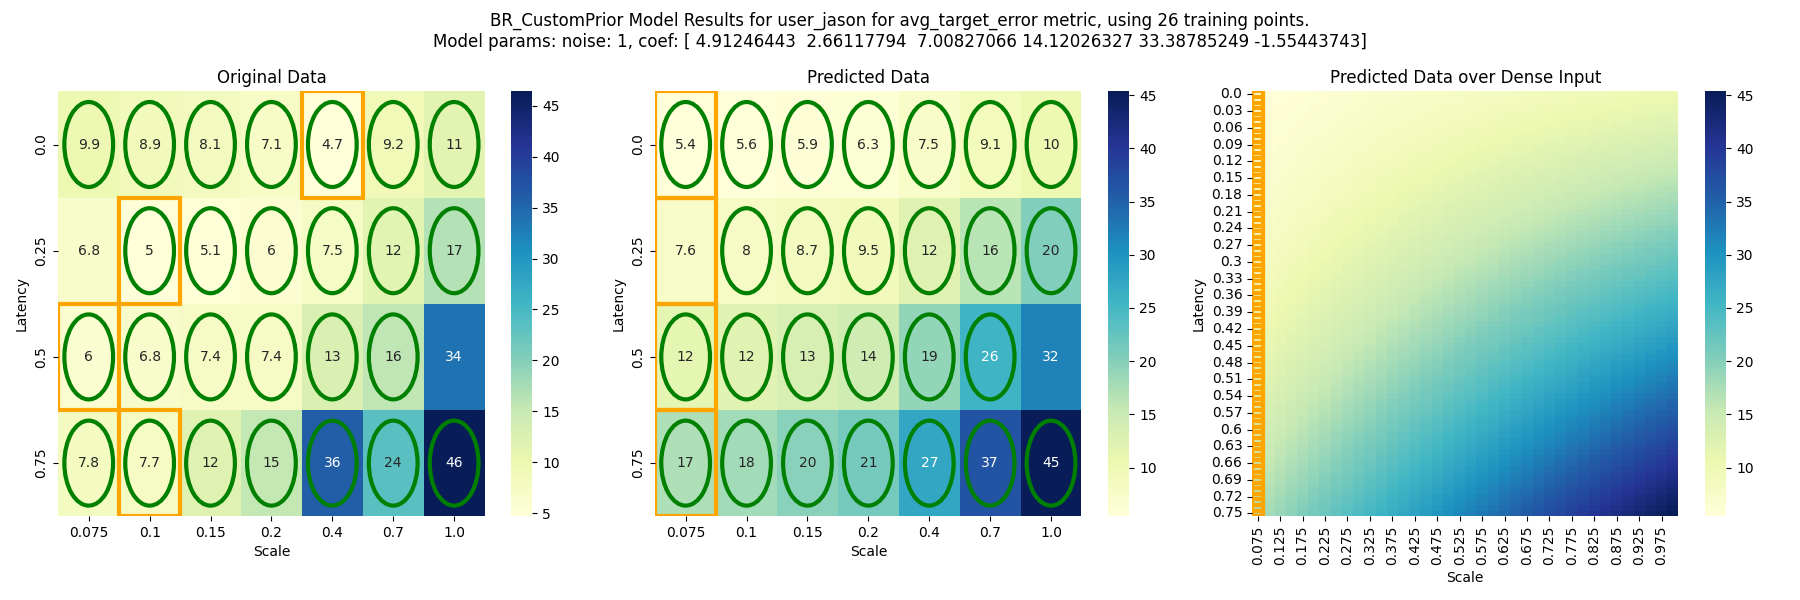 BR_CustomPrior Model Results for user_jason for avg_target_error metric, using 26 training points.
Model params: noise: 1, coef: [ 4.91246443  2.66117794  7.00827066 14.12026327 33.38785249 -1.55443743]
Original Data
Latency
0.0
0.25
0.5
0.75
9.9 8.9 8.1 7.1 4.7 9.2 11
6.8 5 5.1 6 7.5 12 17
6 6.8 7.4 7.4 13 16 34
7.8 7.7 12 15 36 24 46
0.075 0.1 0.15 0.2 0.4 0.7 1.0
Scale
45
40
35
30
25
20
15
10
5
Predicted Data
Latency
0.0
0.25
0.5
0.75
5.4 5.6 5.9 6.3 7.5 9.1 10
7.6 8 8.7 9.5 12 16 20
12 12 13 14 19 26 32
17 18 20 21 27 37 45
0.075 0.1 0.15 0.2 0.4 0.7 1.0
Scale
45
40
35
30
25
20
15
10
Predicted Data over Dense Input
Latency
0.0
0.03
0.06
0.09
0.12
0.15
0.18
0.21
0.24
0.27
0.3
0.33
0.36
0.39
0.42
0.45
0.48
0.51
0.54
0.57
0.6
0.63
0.66
0.69
0.72
0.75
0.075 0.125 0.175 0.225 0.275 0.325 0.375 0.425 0.475 0.525 0.575 0.625 0.675 0.725 0.775 0.825 0.875 0.925 0.975
Scale
45
40
35
30
25
20
15
10